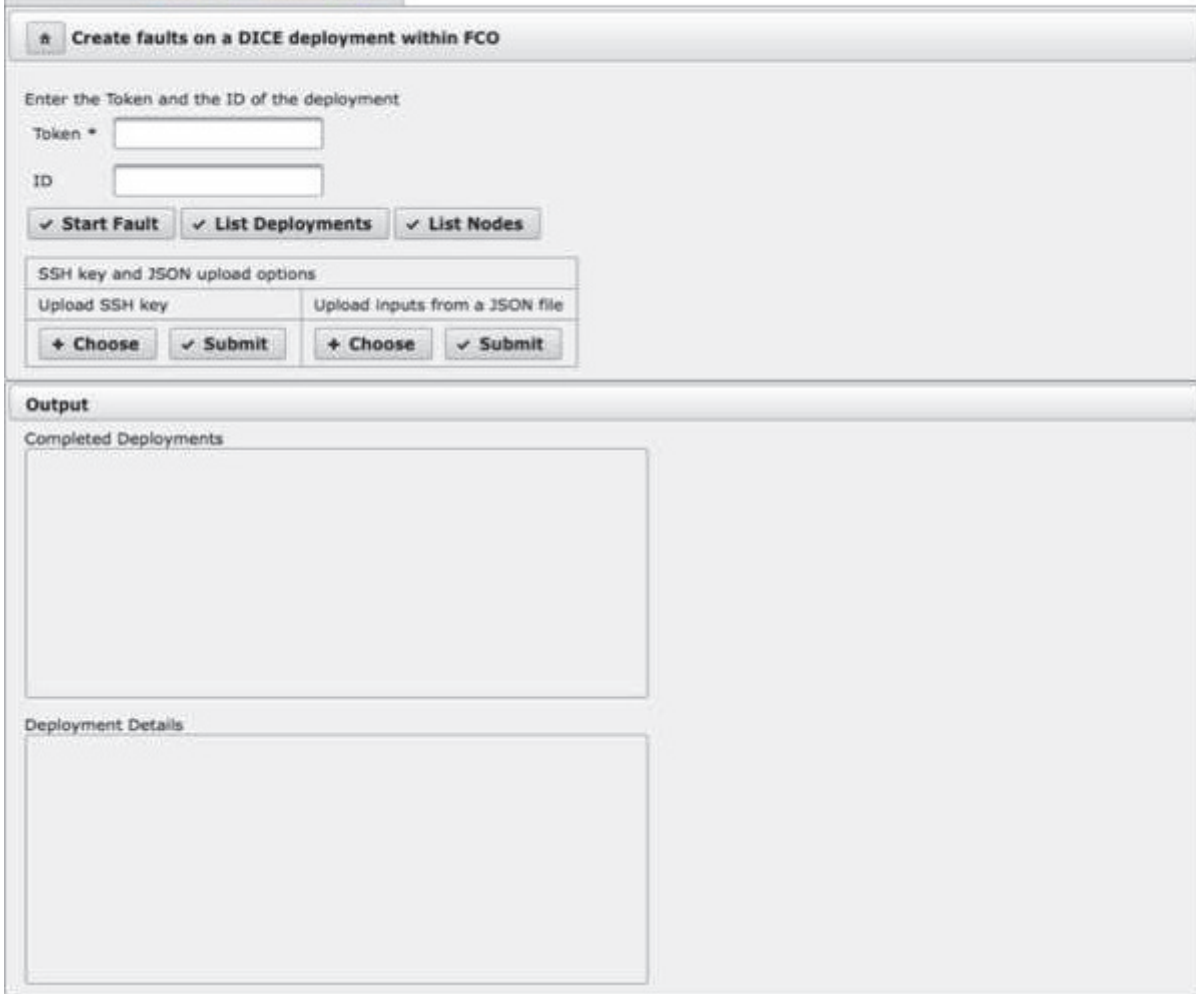 Create faults on a DICE deployment within FCO
Enter the Token and the ID of the deployment
Token *
ID
Start Fault List Deployments List Nodes
SSH key and JSON upload options
Upload SSH key Upload inputs from a JSON file
+ Choose Submit + Choose Submit
Output
Completed Deployments
Deployment Details